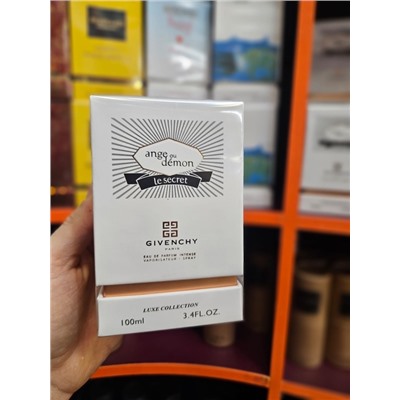 ange ou
démon
le secret
GIVENCHY
PARIS
EAU DE PARFUM INTENSE
VAPORISATEUR - SPRAY
LUXE COLLECTION
100ml 3.4FL.OZ.